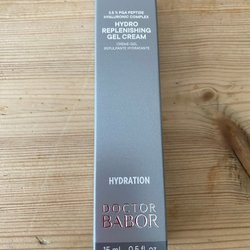 5.5 % PGA PEPTIDE
HYALURONIC COMPLEX
HYDRO
REPLENISHING
GEL CREAM
CRÈME-GEL
REPULPANTE HYDRATANTE
HYDRATION
DOCTOR
BABOR
15 ml 0.5 fl oz